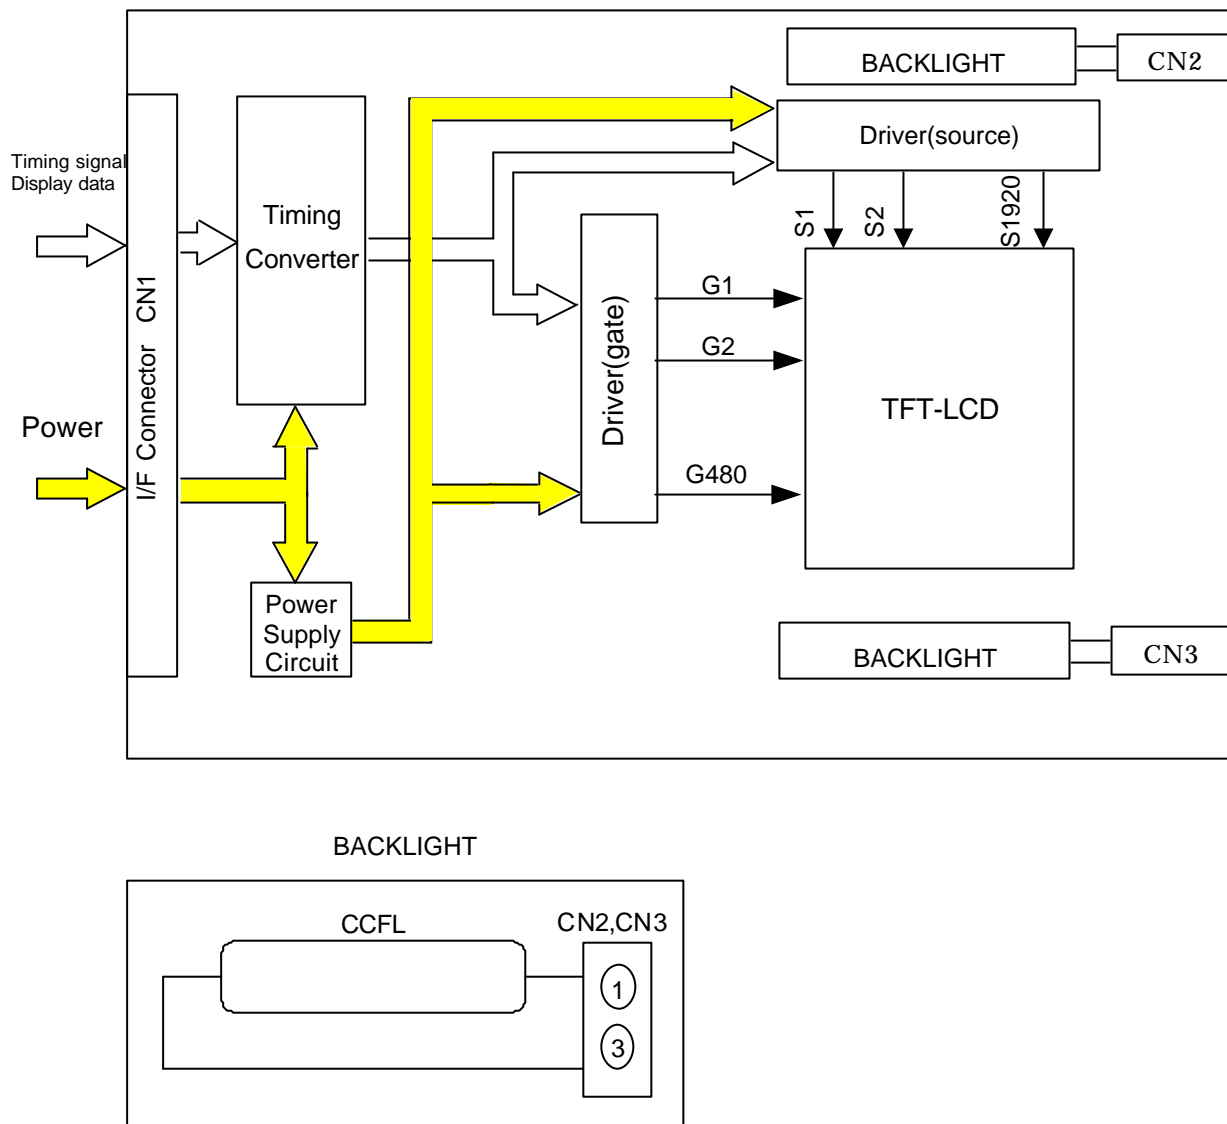 BACKLIGHT
CN2
Driver(source)
Timing signal
Display data
S1
S2
S1920
Timing
Converter
I/F Connector CN1
G1
G2
Driver(gate)
TFT-LCD
Power
G480
Power
Supply
Circuit
BACKLIGHT
CN3
BACKLIGHT
CCFL
CN2,CN3
1
3